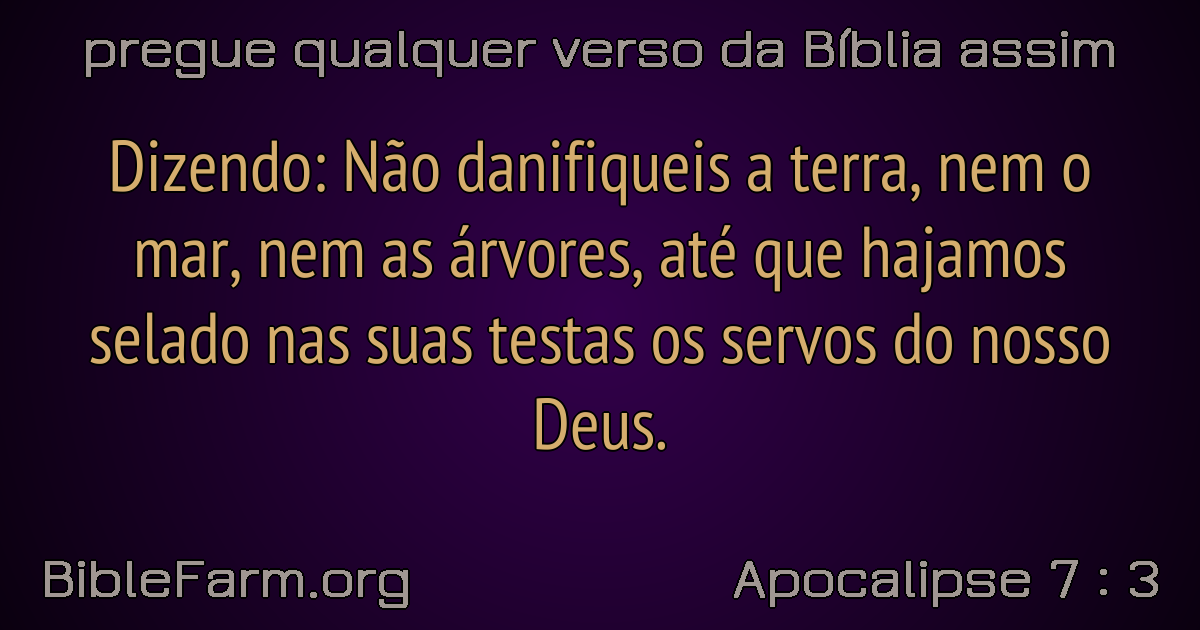 pregue qualquer verso da Bíblia assim
Dizendo: Não danifiqueis a terra, nem o
mar, nem as árvores, até que hajamos
selado nas suas testas os servos do nosso
Deus.
BibleFarm.org
Apocalipse 7 : 3